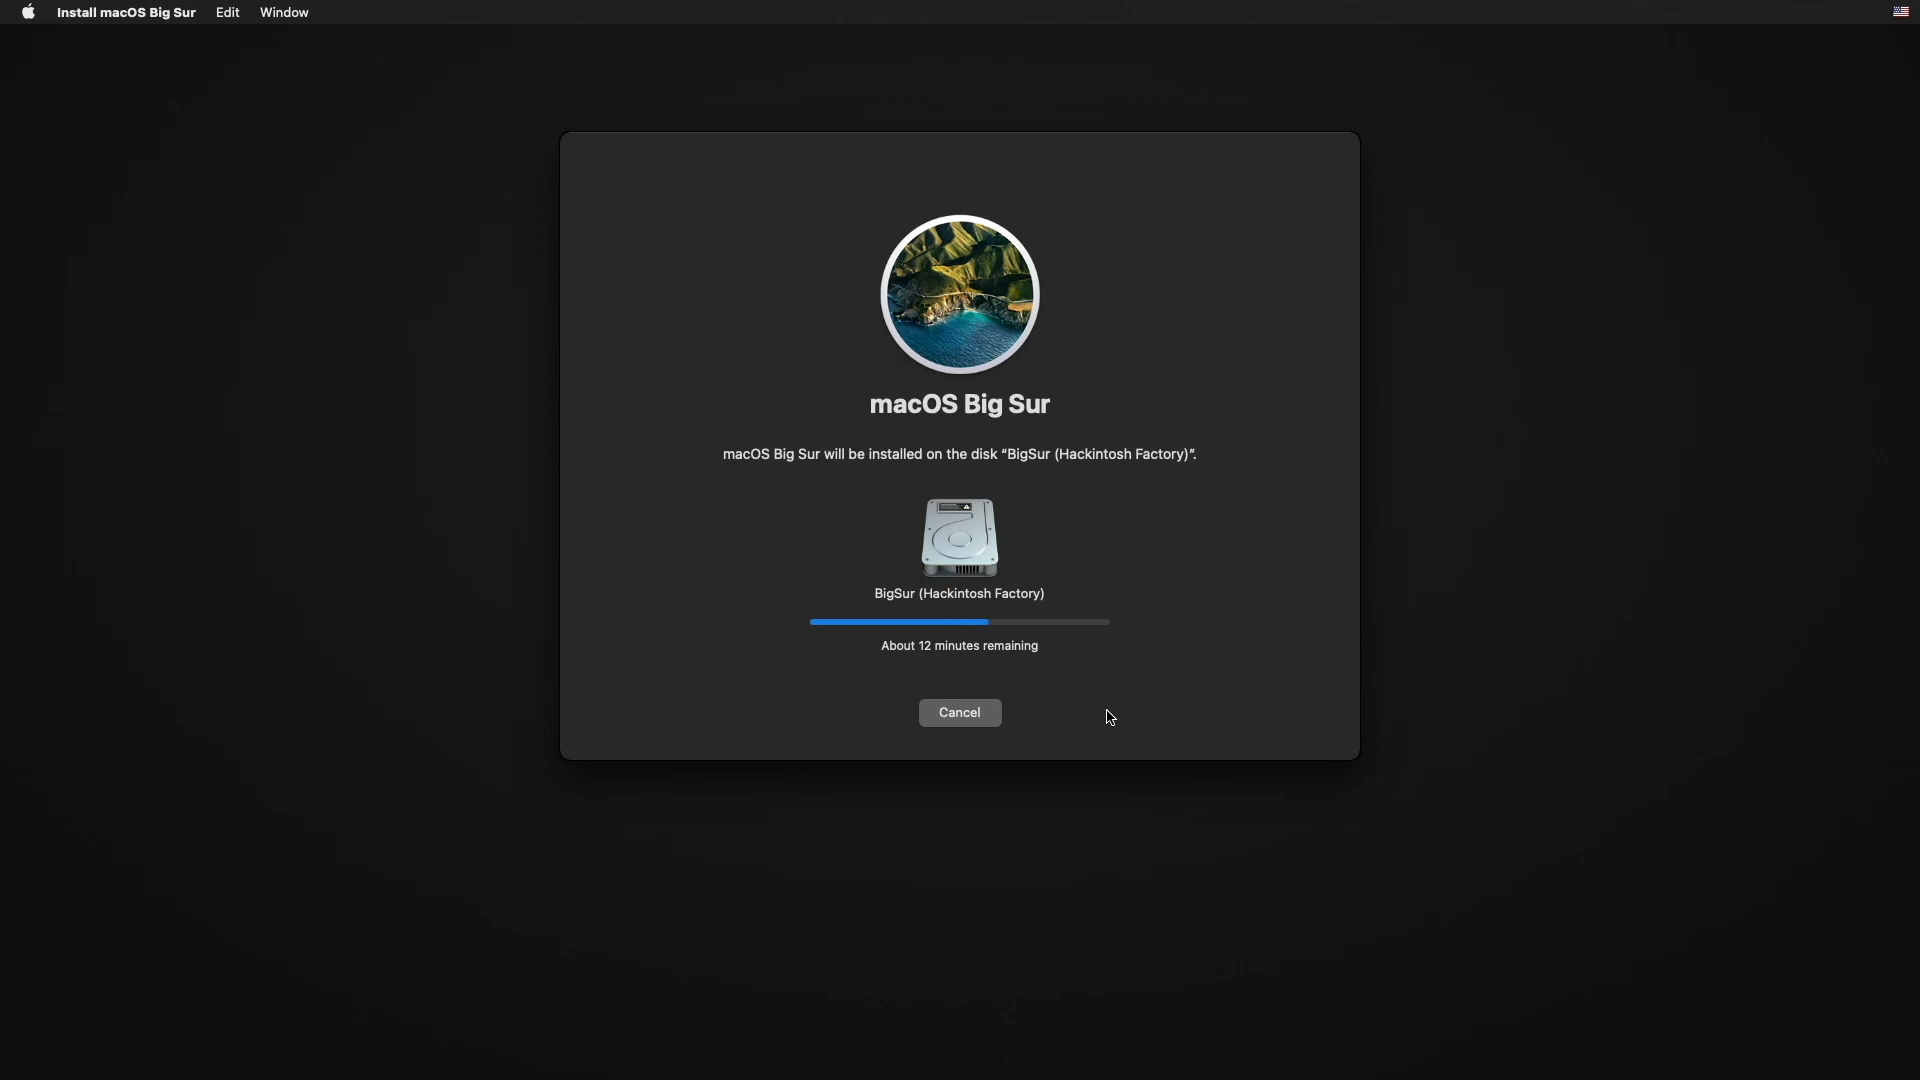 Install macOS Big Sur Edit Window
macOS Big Sur
macOS Big Sur will be installed on the disk “BigSur (Hackintosh Factory)”.
BigSur (Hackintosh Factory)
About 12 minutes remaining
Cancel